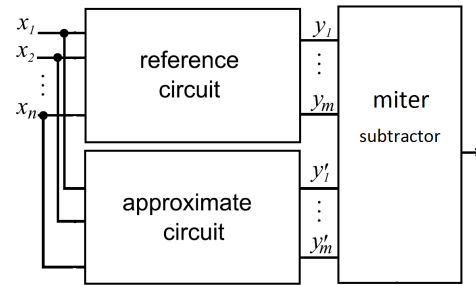 x₁
x₂
⋮
xₙ
reference
circuit
y₁
⋮
yₘ
approximate
circuit
y′₁
⋮
y′ₘ
miter
subtractor